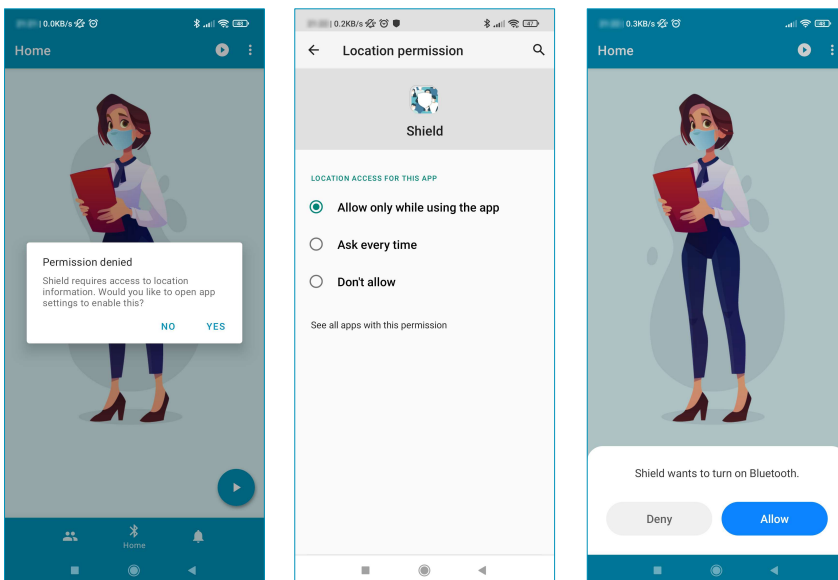 | 0.0KB/s
48
Home
Permission denied
Shield requires access to location
information. Would you like to open app
settings to enable this?
NO YES
Home
| 0.2KB/s
47
Location permission
Shield
LOCATION ACCESS FOR THIS APP
Allow only while using the app
Ask every time
Don't allow
See all apps with this permission
| 0.3KB/s
Home
Shield wants to turn on Bluetooth.
Deny Allow